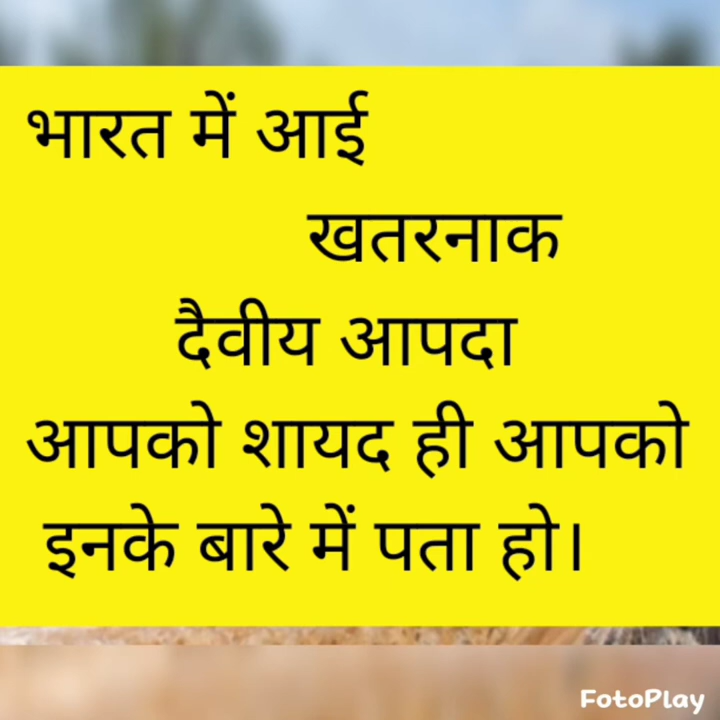 भारत में आई
खतरनाक
दैवीय आपदा
आपको शायद ही आपको
इनके बारे में पता हो।
FotoPlay